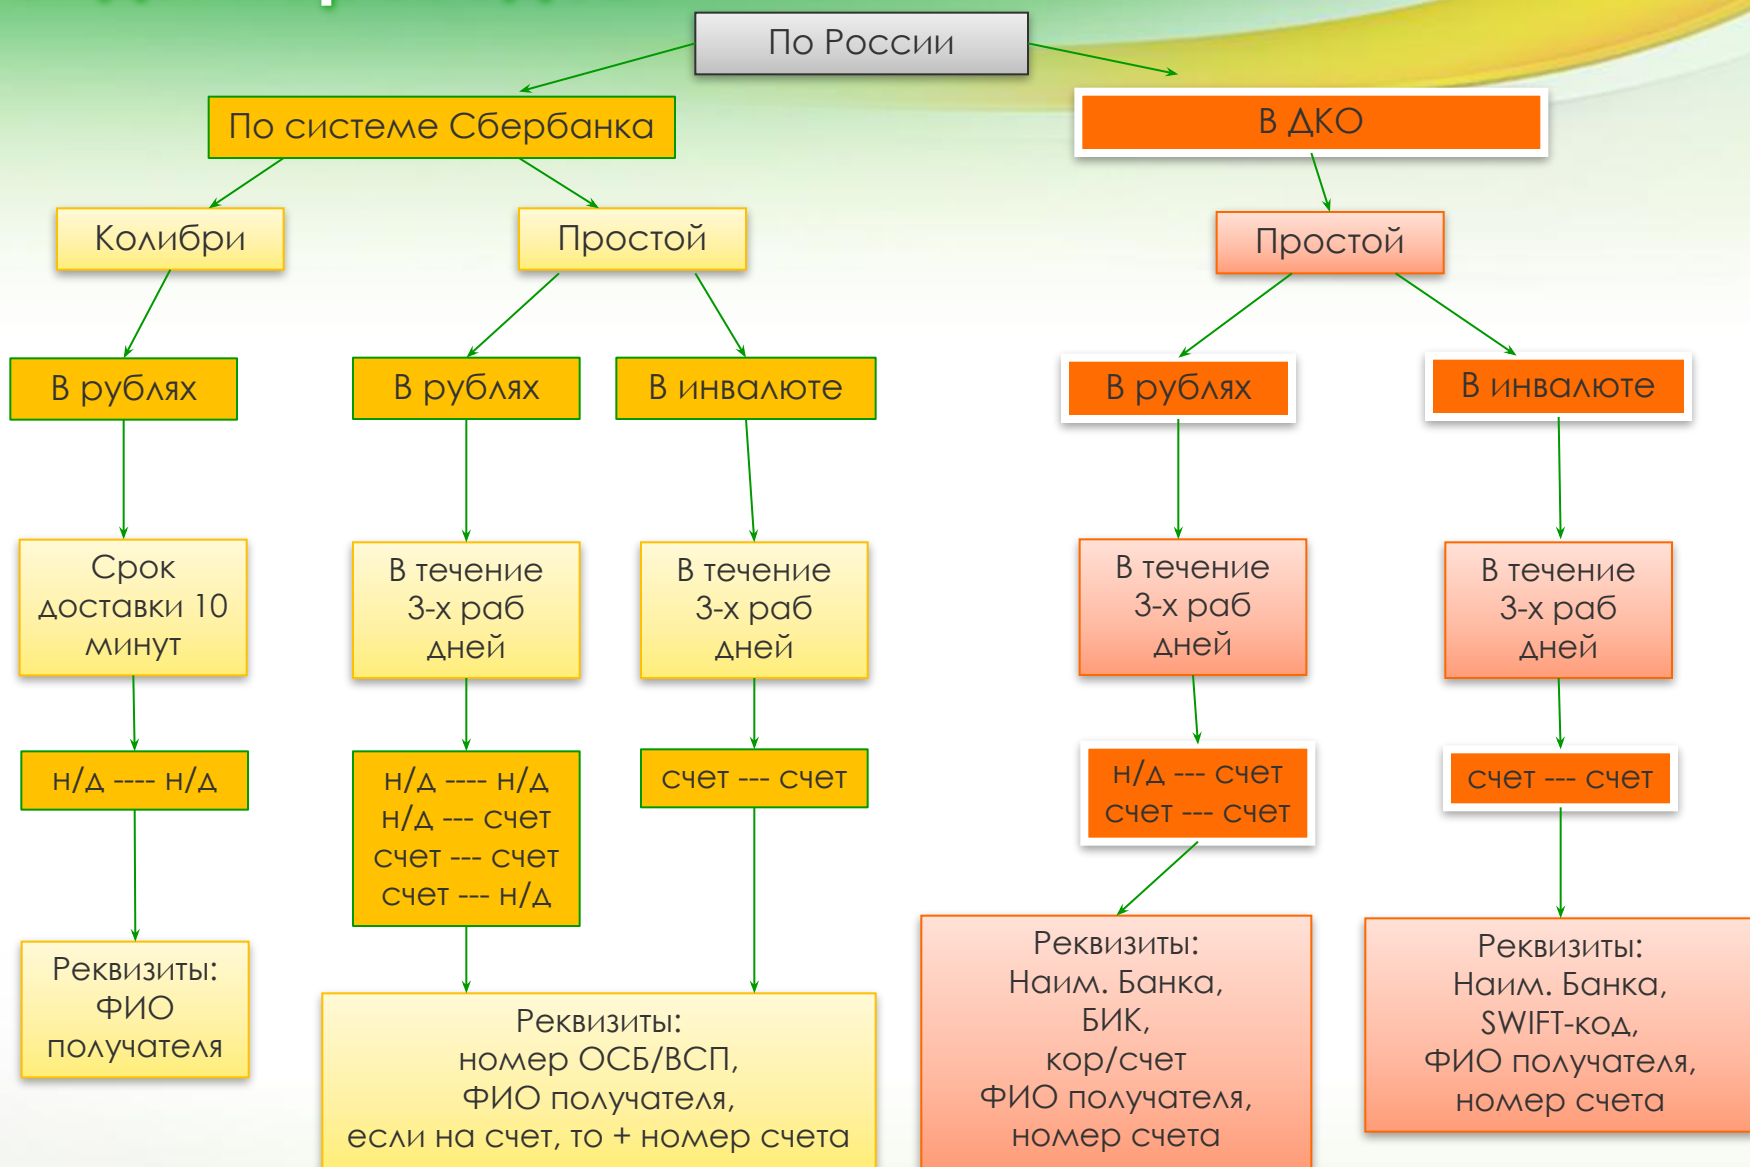 По России
По системе Сбербанка
В ДКО
Колибри
Простой
Простой
В рублях
В рублях
В инвалюте
В рублях
В инвалюте
Срок
доставки 10
минут
В течение
3-х раб
дней
В течение
3-х раб
дней
В течение
3-х раб
дней
В течение
3-х раб
дней
н/д ---- н/д
н/д ---- н/д
н/д --- счет
счет --- счет
счет --- н/д
счет --- счет
н/д --- счет
счет --- счет
счет --- счет
Реквизиты:
ФИО
получателя
Реквизиты:
номер ОСБ/ВСП,
ФИО получателя,
если на счет, то + номер счета
Реквизиты:
Наим. Банка,
БИК,
кор/счет
ФИО получателя,
номер счета
Реквизиты:
Наим. Банка,
SWIFT-код,
ФИО получателя,
номер счета